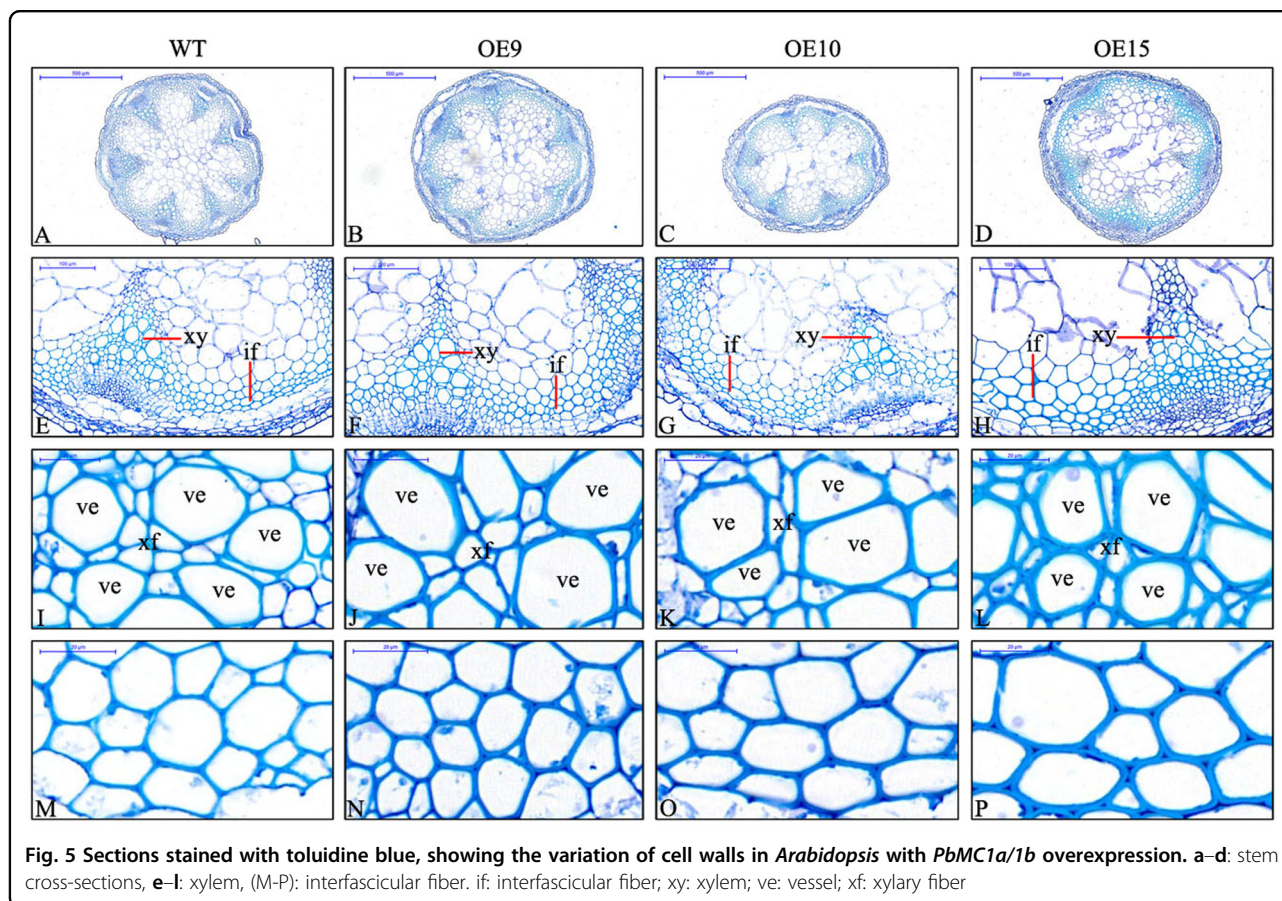 WT OE9 OE10 OE15
500 µm 500 µm 500 µm 500 µm
A B C D
100 µm 100 µm
xy if xy if if xy if xy
E F G H
20 µm 20 µm
ve ve xf ve ve ve
ve ve xf ve ve
ve ve xf ve ve
ve ve xf ve ve
I J K L
20 µm 20 µm 20 µm 20 µm
M N O P
Fig. 5 Sections stained with toluidine blue, showing the variation of cell walls in Arabidopsis with PbMC1a/1b overexpression. a–d: stem
cross-sections, e–l: xylem, (M-P): interfascicular fiber. if: interfascicular fiber; xy: xylem; ve: vessel; xf: xylary fiber